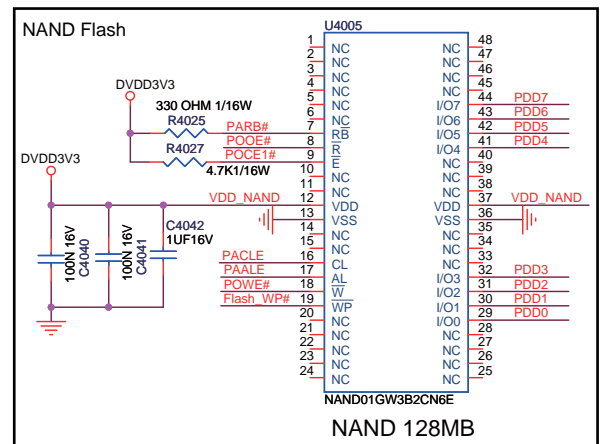 NAND Flash
U4005
DVDD3V3
330 OHM 1/16W
R4025
PARB#
POOE#
R4027
POCE1#
4.7K1/16W
DVDD3V3
VDD_NAND
C4042
1UF16V
100N 16V
C4040
100N 16V
C4041
PACLE
PAALE
POWE#
Flash_WP#
1 NC NC 48
2 NC NC 47
3 NC NC 46
4 NC NC 45
5 NC I/O7 44 PDD7
6 NC I/O6 43 PDD6
7 RB I/O5 42 PDD5
8 R I/O4 41 PDD4
9 E NC 40
10 NC NC 39
11 NC NC 38
12 VDD VDD 37 VDD_NAND
13 VSS VSS 36
14 NC NC 35
15 NC NC 34
16 CL NC 33
17 AL I/O3 32 PDD3
18 W I/O2 31 PDD2
19 WP I/O1 30 PDD1
20 NC I/O0 29 PDD0
21 NC NC 28
22 NC NC 27
23 NC NC 26
24 NC NC 25
NAND01GW3B2CN6E
NAND 128MB